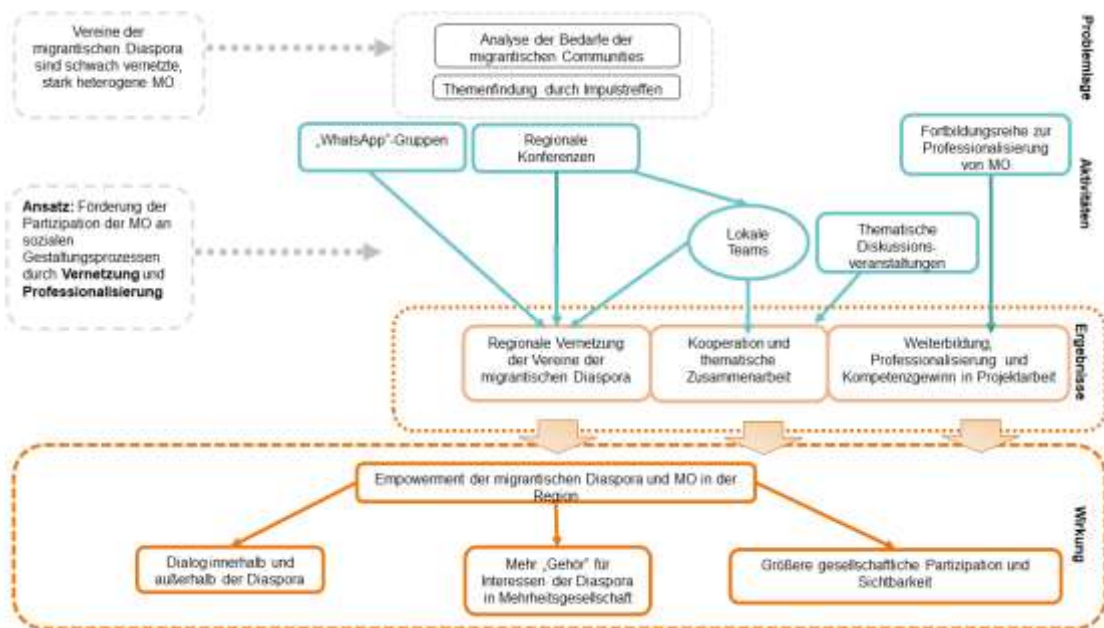 Vereine der
migrantischen Diaspora
sind schwach vernetzte,
stark heterogene MO
Analyse der Bedarfe der
migrantischen Communities
Themenfindung durch Impulstreffen
Problemlage
„WhatsApp“-Gruppen
Regionale
Konferenzen
Fortbildungsreihe zur
Professionalisierung
von MO
Aktivitäten
Ansatz: Förderung der
Partizipation der MO an
sozialen
Gestaltungsprozessen
durch Vernetzung und
Professionalisierung
Lokale
Teams
Thematische
Diskussions-
veranstaltungen
Regionale Vernetzung
der Vereine der
migrantischen Diaspora
Kooperation und
thematische
Zusammenarbeit
Weiterbildung,
Professionalisierung und
Kompetenzgewinn in Projektarbeit
Ergebnisse
Empowerment der migrantischen Diaspora und MO in der
Region
Dialog innerhalb und
außerhalb der Diaspora
Mehr „Gehör“ für
Interessen der Diaspora
in Mehrheitsgesellschaft
Größere gesellschaftliche Partizipation und
Sichtbarkeit
Wirkung